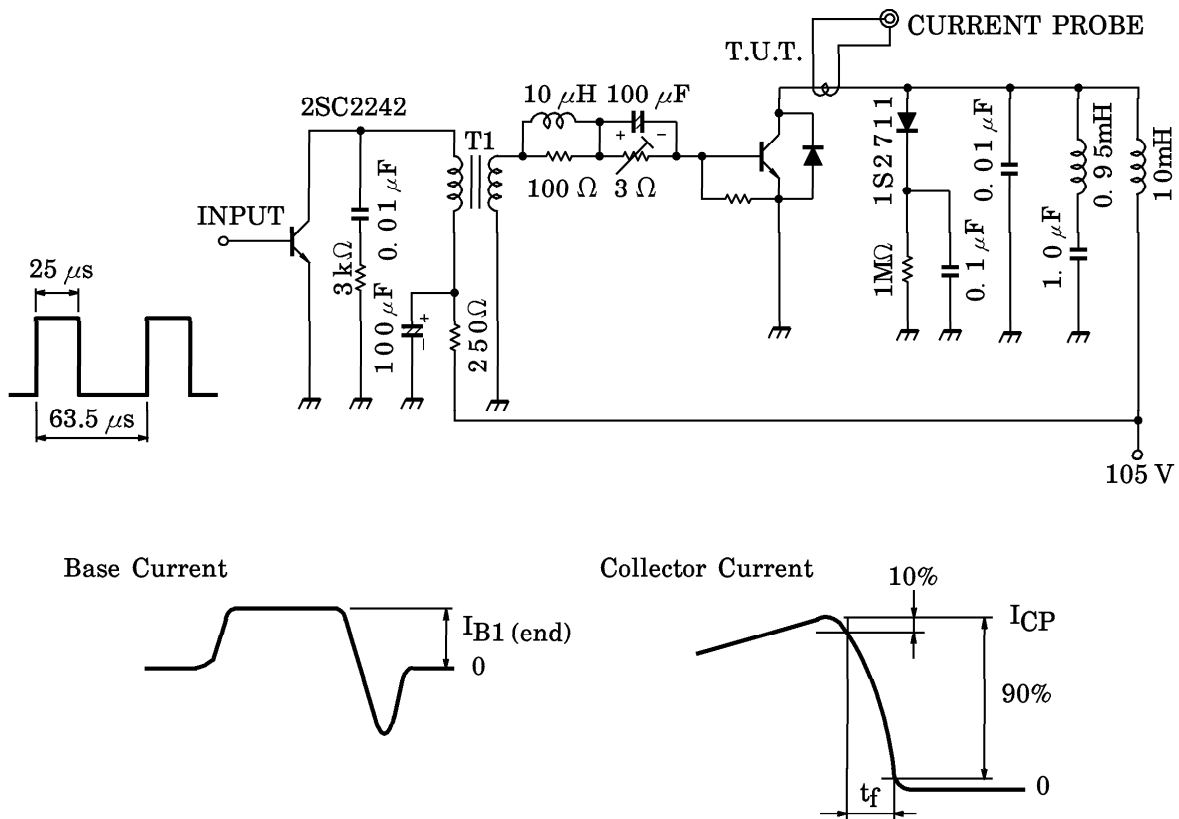 CURRENT PROBE
T.U.T.
2SC2242
10 μH
100 μF
T1
+
−
100 Ω
3 Ω
INPUT
0.01 μF
3kΩ
100 μF
+
−
250Ω
1S2711
1MΩ
0.1 μF
0.01 μF
0.95mH
1.0 μF
10mH
105 V
25 μs
63.5 μs
Base Current
IB1 (end)
0
Collector Current
10%
ICP
90%
0
tf